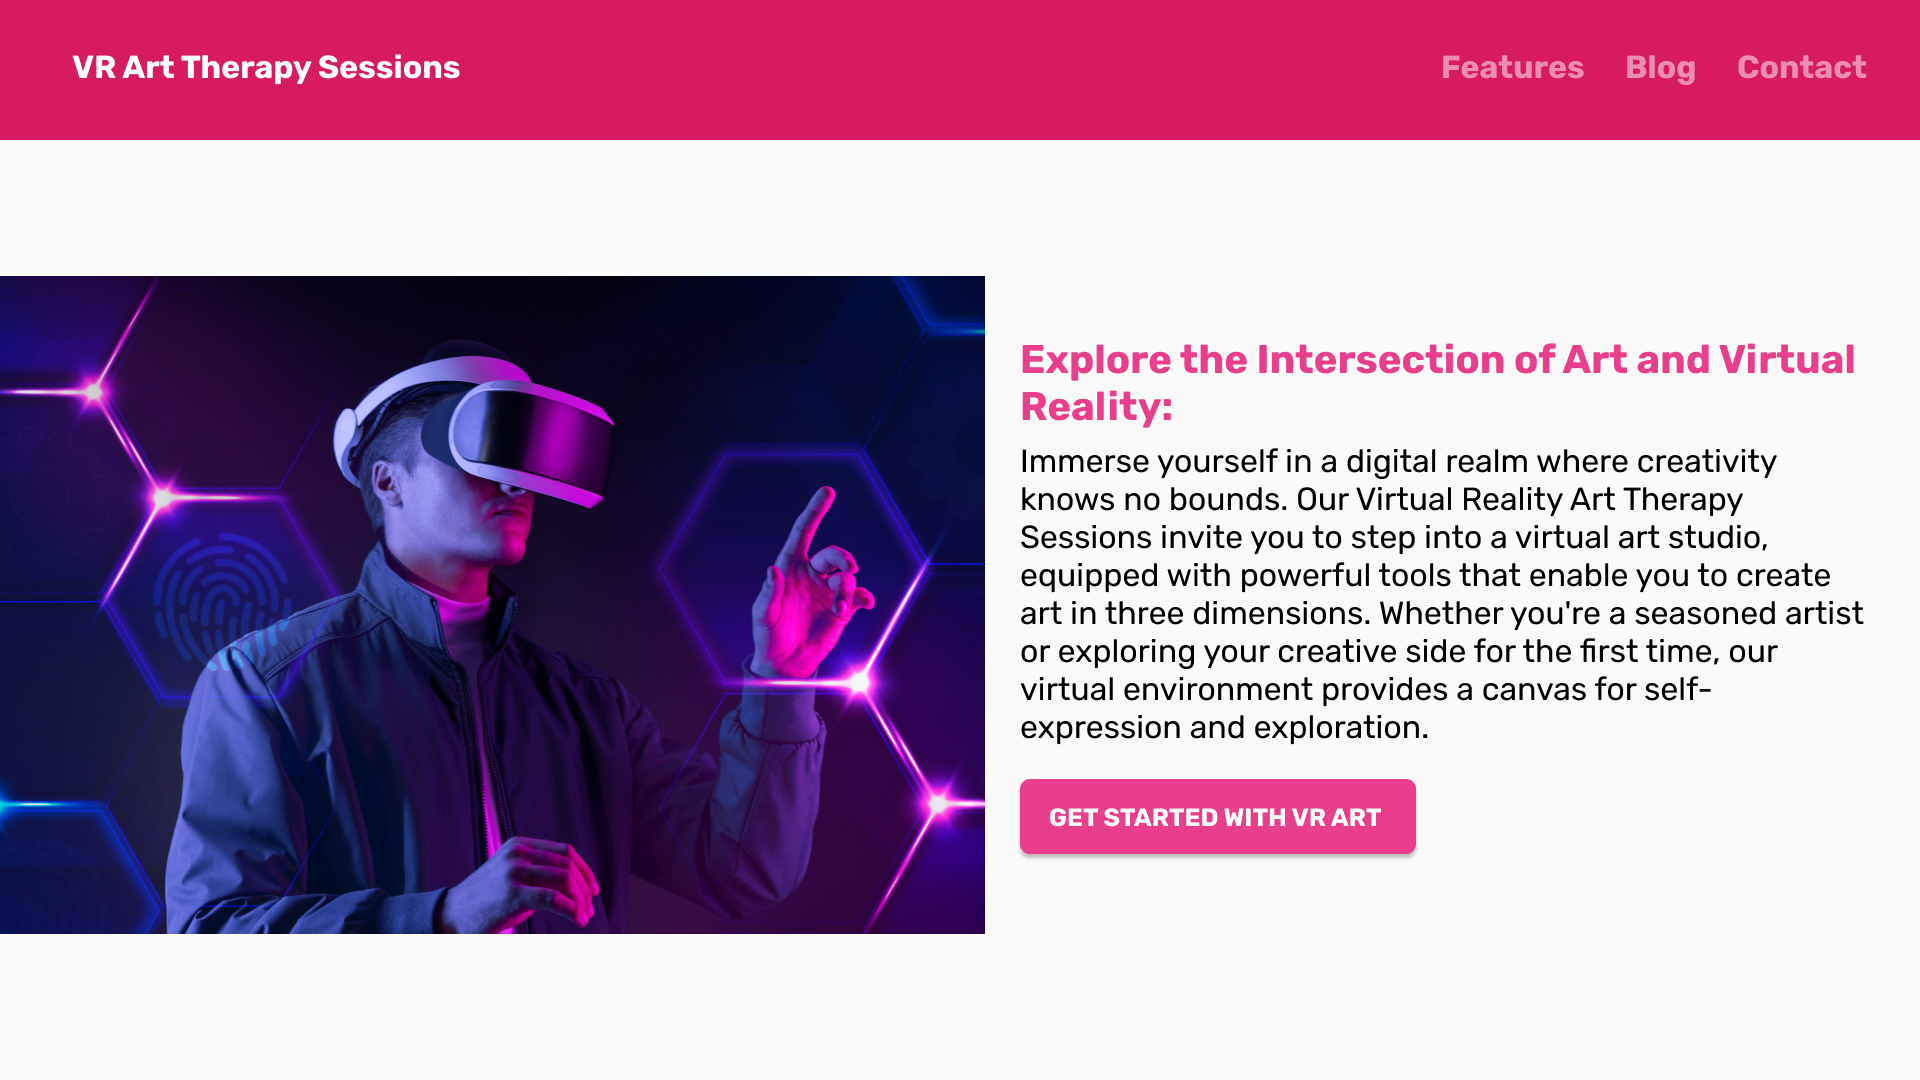 VR Art Therapy Sessions
Features
Blog
Contact
Explore the Intersection of Art and Virtual
Reality:
Immerse yourself in a digital realm where creativity
knows no bounds. Our Virtual Reality Art Therapy
Sessions invite you to step into a virtual art studio,
equipped with powerful tools that enable you to create
art in three dimensions. Whether you're a seasoned artist
or exploring your creative side for the first time, our
virtual environment provides a canvas for self-
expression and exploration.
GET STARTED WITH VR ART